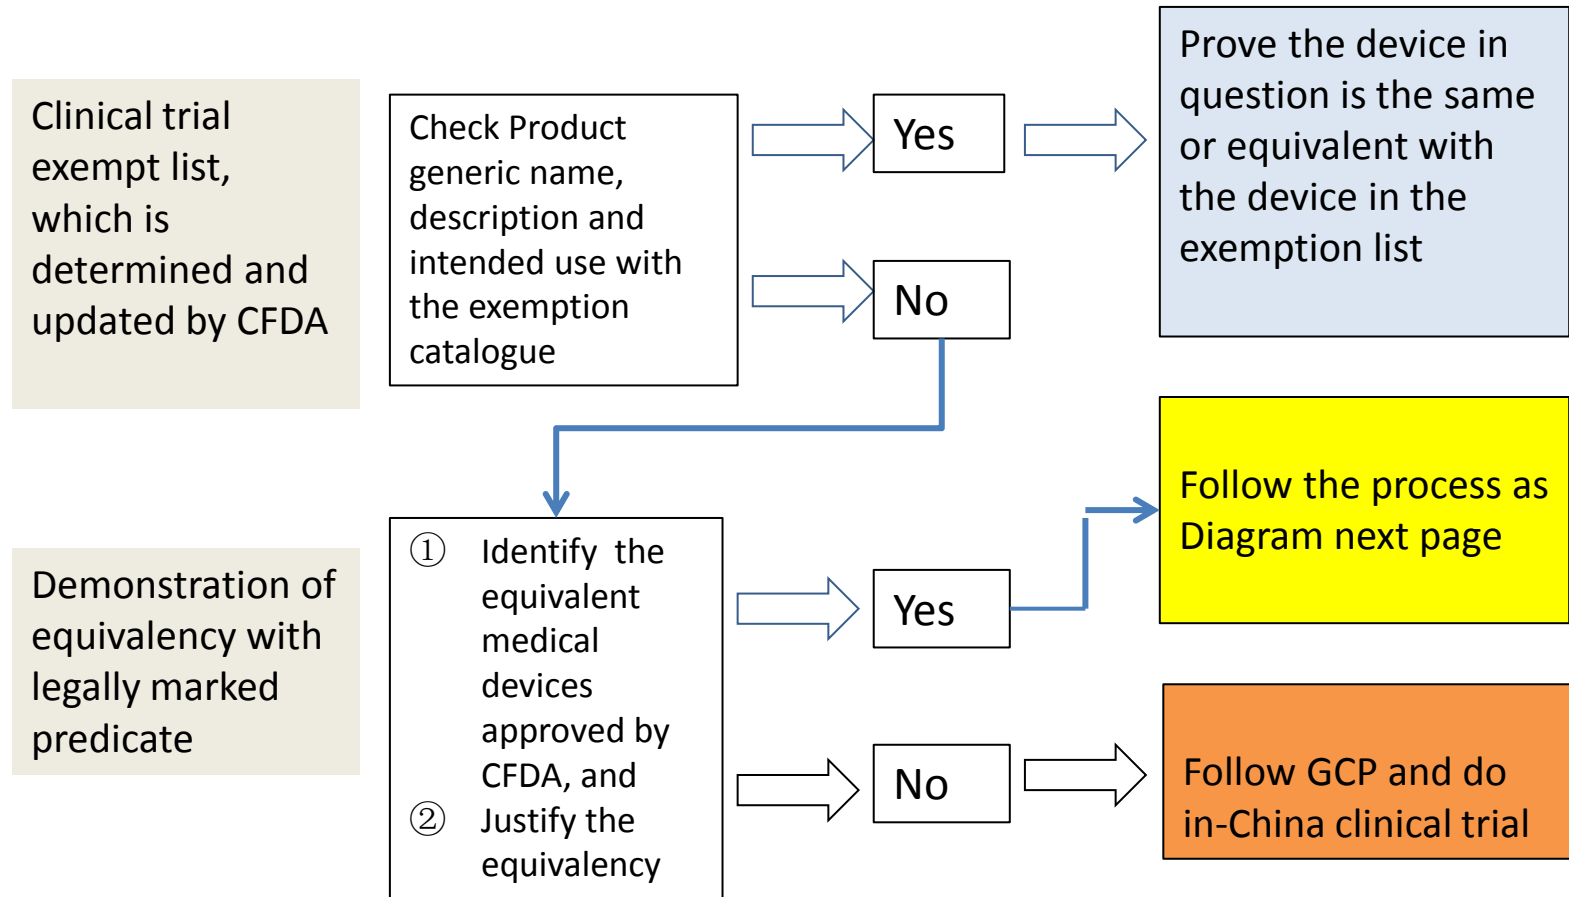 Clinical trial
exempt list,
which is
determined and
updated by CFDA
Check Product
generic name,
description and
intended use with
the exemption
catalogue
Yes
No
Prove the device in
question is the same
or equivalent with
the device in the
exemption list
Demonstration of
equivalency with
legally marked
predicate
① Identify the
equivalent
medical
devices
approved by
CFDA, and
② Justify the
equivalency
Yes
No
Follow the process as
Diagram next page
Follow GCP and do
in-China clinical trial